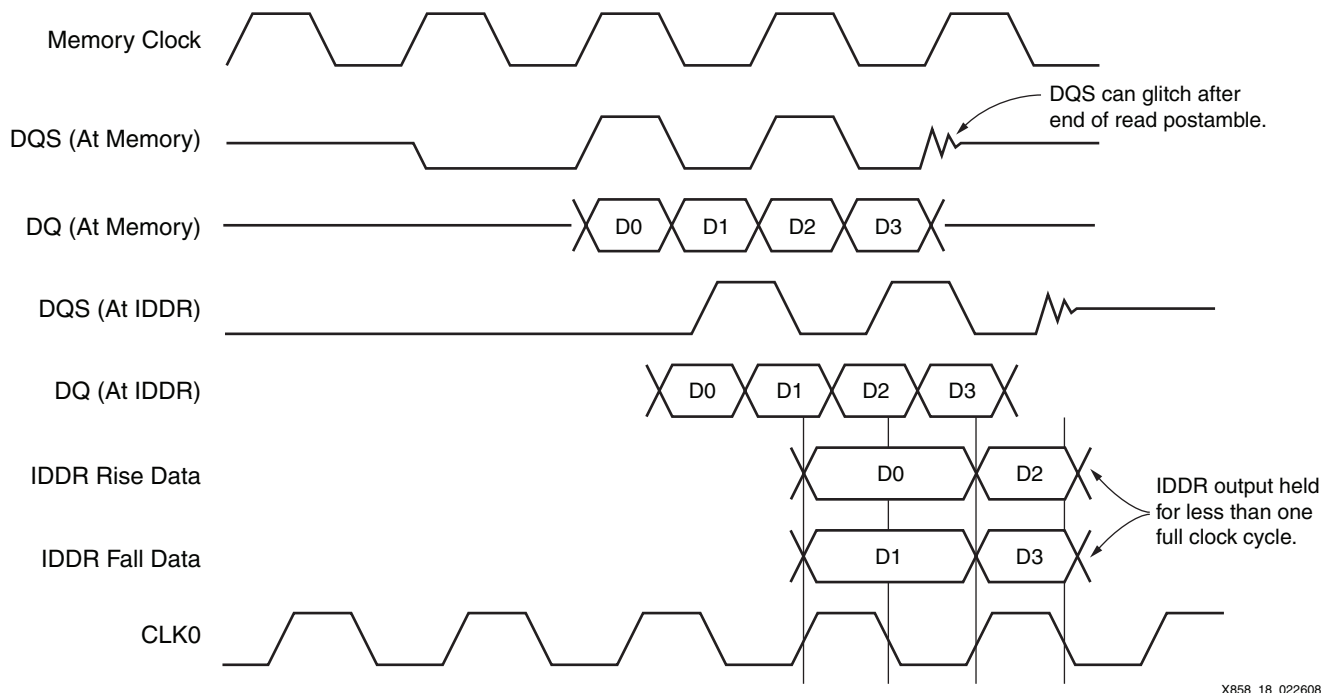 Memory Clock
DQS can glitch after
end of read postamble.
DQS (At Memory)
DQ (At Memory)
D0 D1 D2 D3
DQS (At IDDR)
DQ (At IDDR)
D0 D1 D2 D3
IDDR Rise Data
D0 D2
IDDR output held
for less than one
full clock cycle.
IDDR Fall Data
D1 D3
CLK0
X858_18_022608